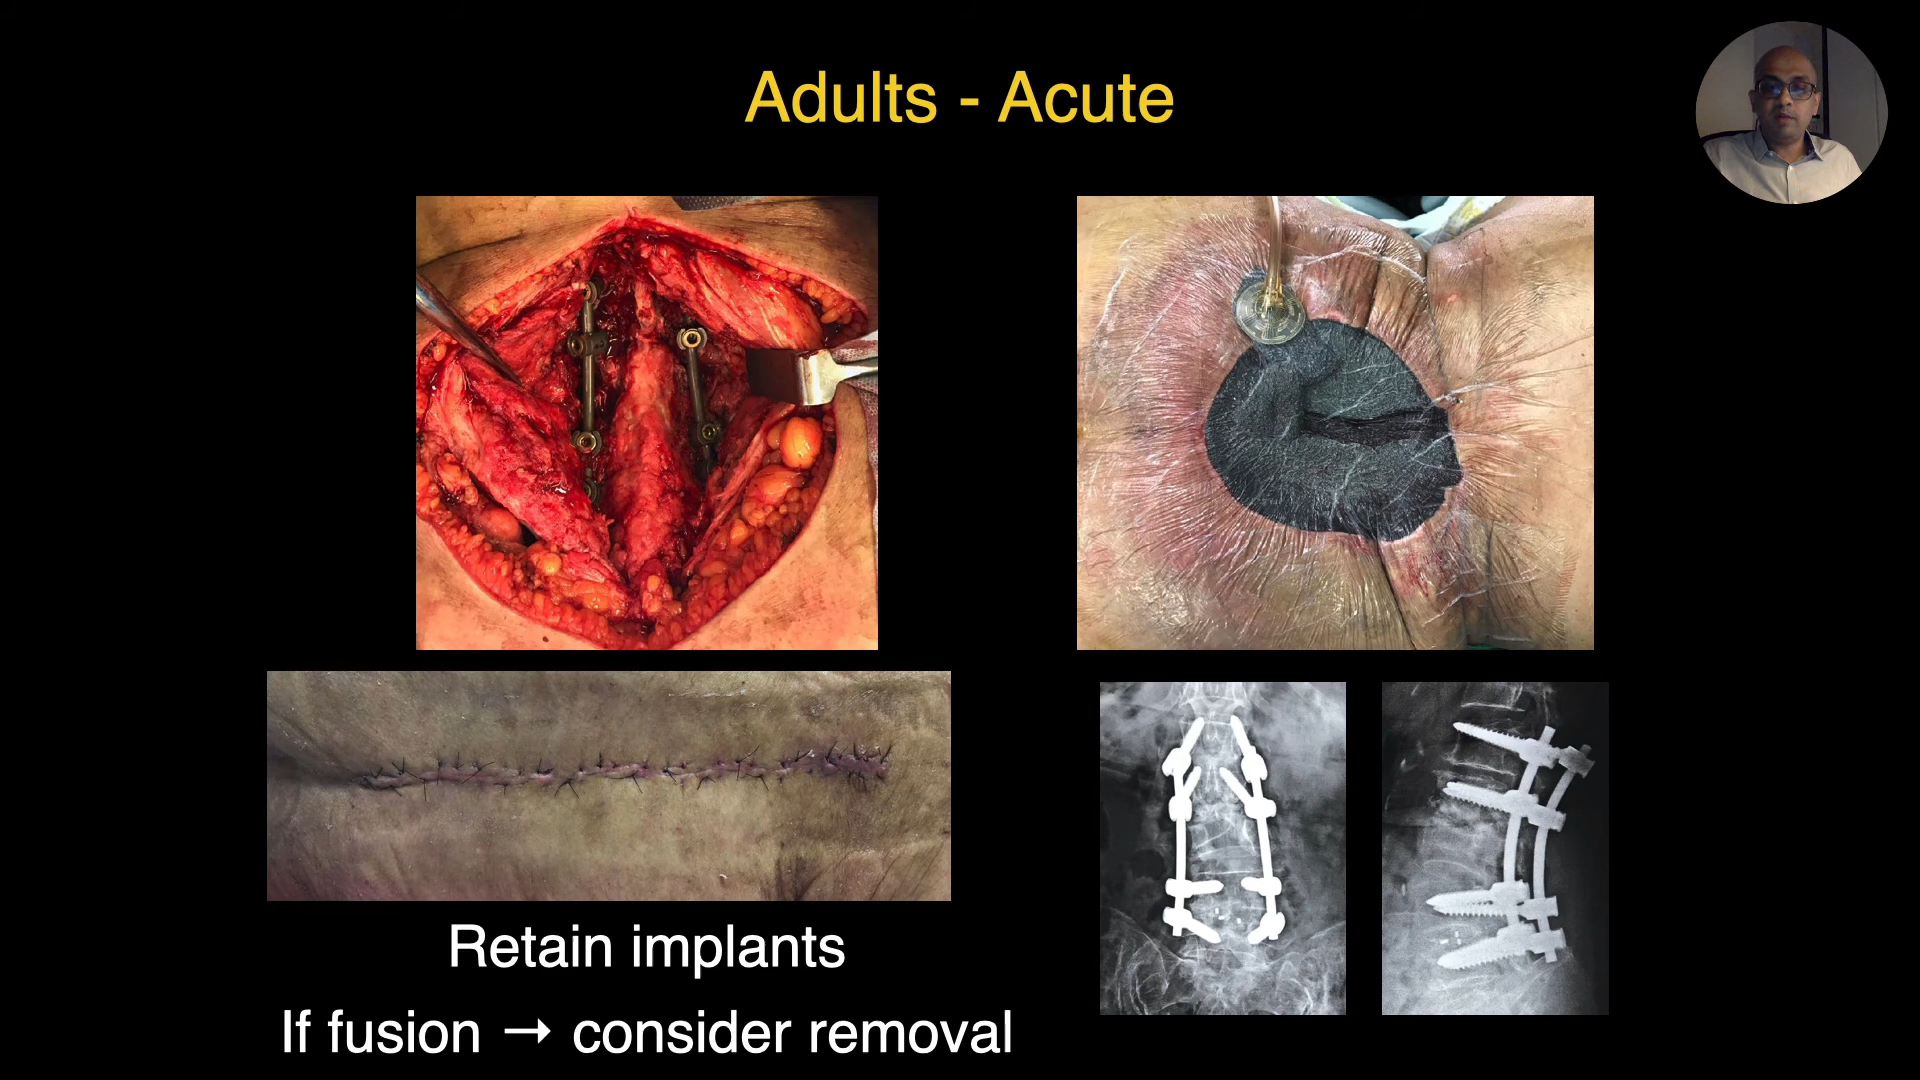 Adults - Acute
Retain implants
If fusion → consider removal